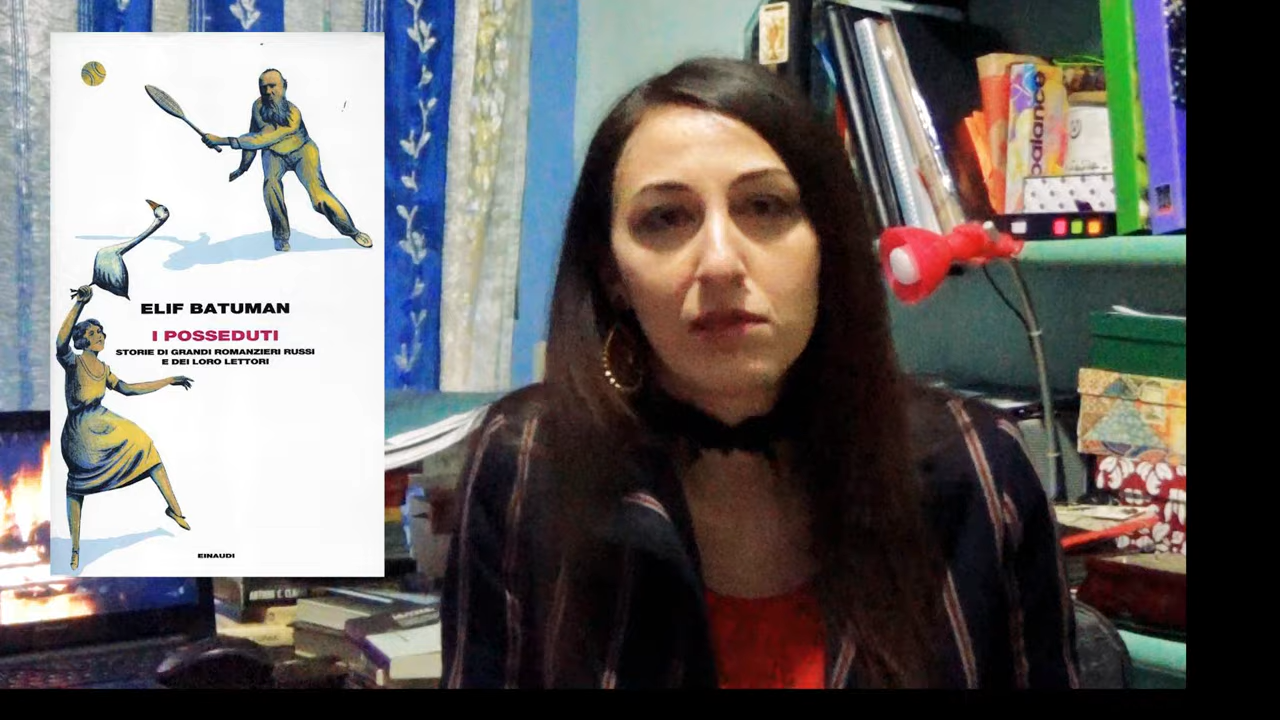 ELIF BATUMAN
I POSSEDUTI
STORIE DI GRANDI ROMANZIERI RUSSI
E DEI LORO LETTORI
EINAUDI
balance